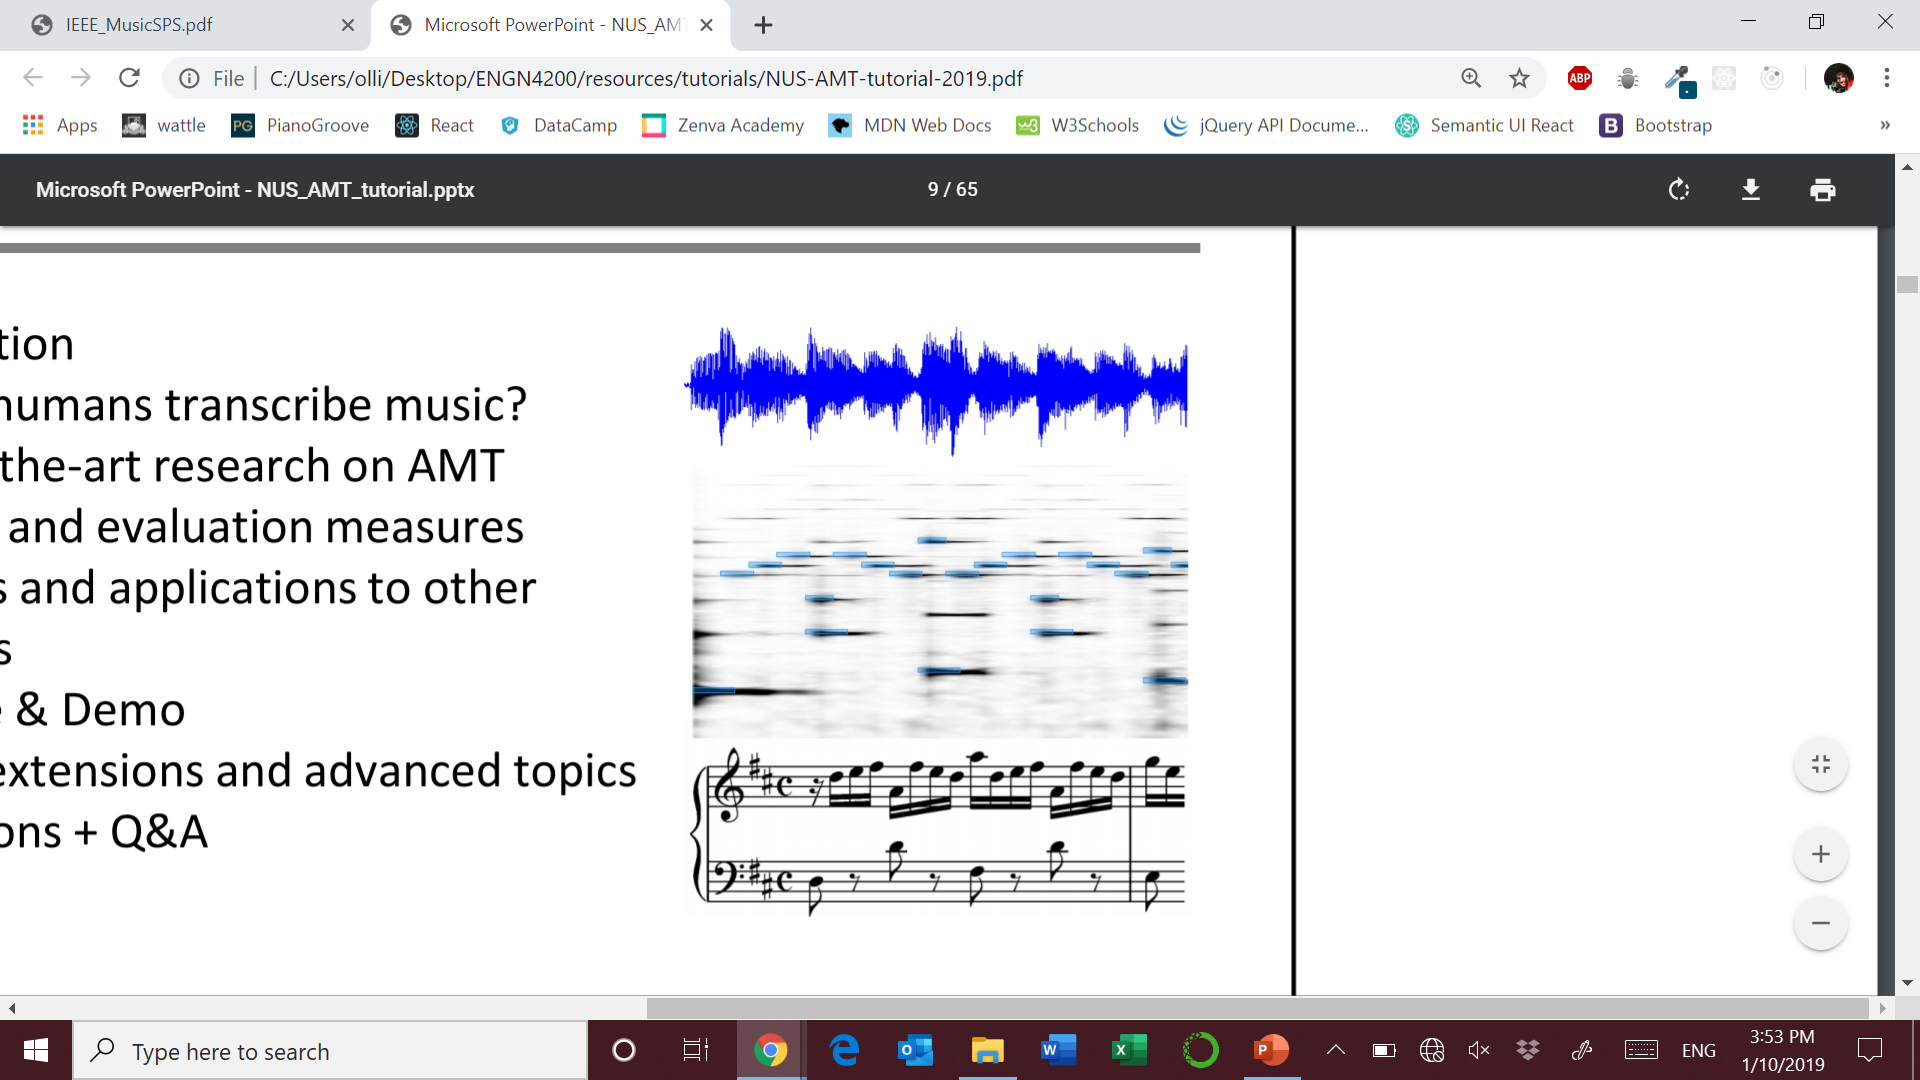 IEEE_MusicSPS.pdf
Microsoft PowerPoint - NUS_AMT
File C:/Users/olli/Desktop/ENGN4200/resources/tutorials/NUS-AMT-tutorial-2019.pdf
ABP
Apps wattle PG PianoGroove React DataCamp Zenva Academy MDN Web Docs W3Schools jQuery API Docume... Semantic UI React B Bootstrap »
Microsoft PowerPoint - NUS_AMT_tutorial.pptx 9 / 65
tion
humans transcribe music?
the-art research on AMT
and evaluation measures
s and applications to other
s
e & Demo
extensions and advanced topics
ons + Q&A
Type here to search
ENG
3:53 PM
1/10/2019